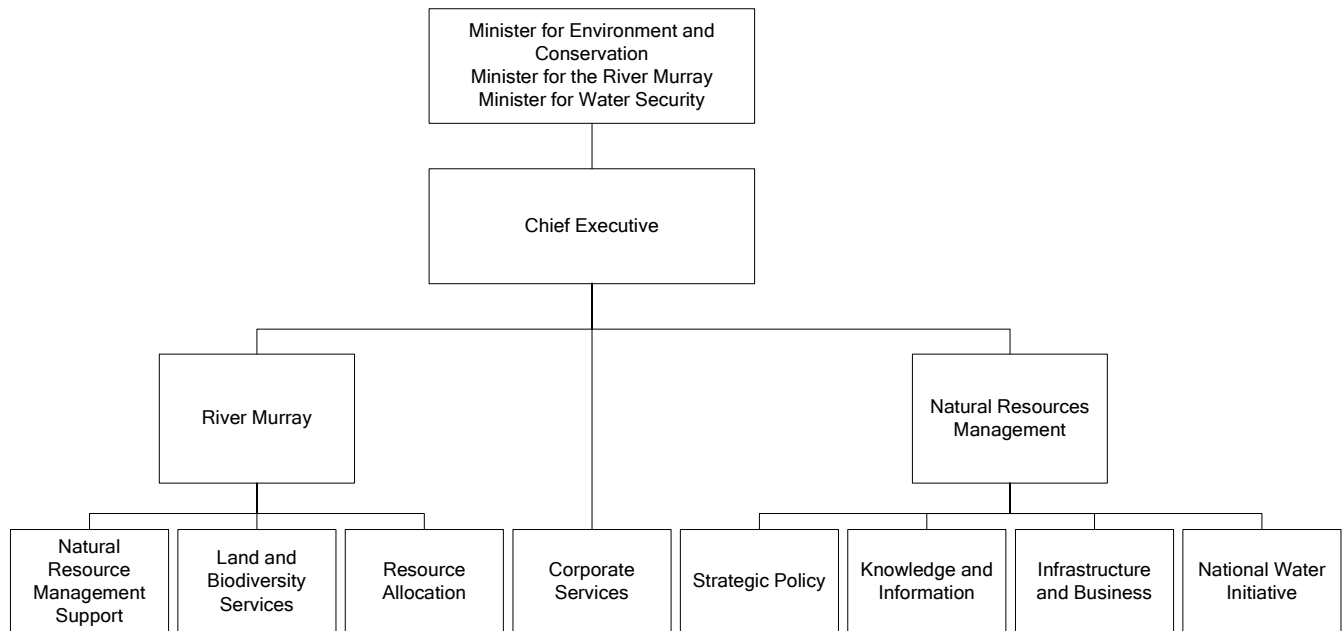 Minister for Environment and
Conservation
Minister for the River Murray
Minister for Water Security
Chief Executive
River Murray
Natural Resources
Management
Natural
Resource
Management
Support
Land and
Biodiversity
Services
Resource
Allocation
Corporate
Services
Strategic Policy
Knowledge and
Information
Infrastructure
and Business
National Water
Initiative